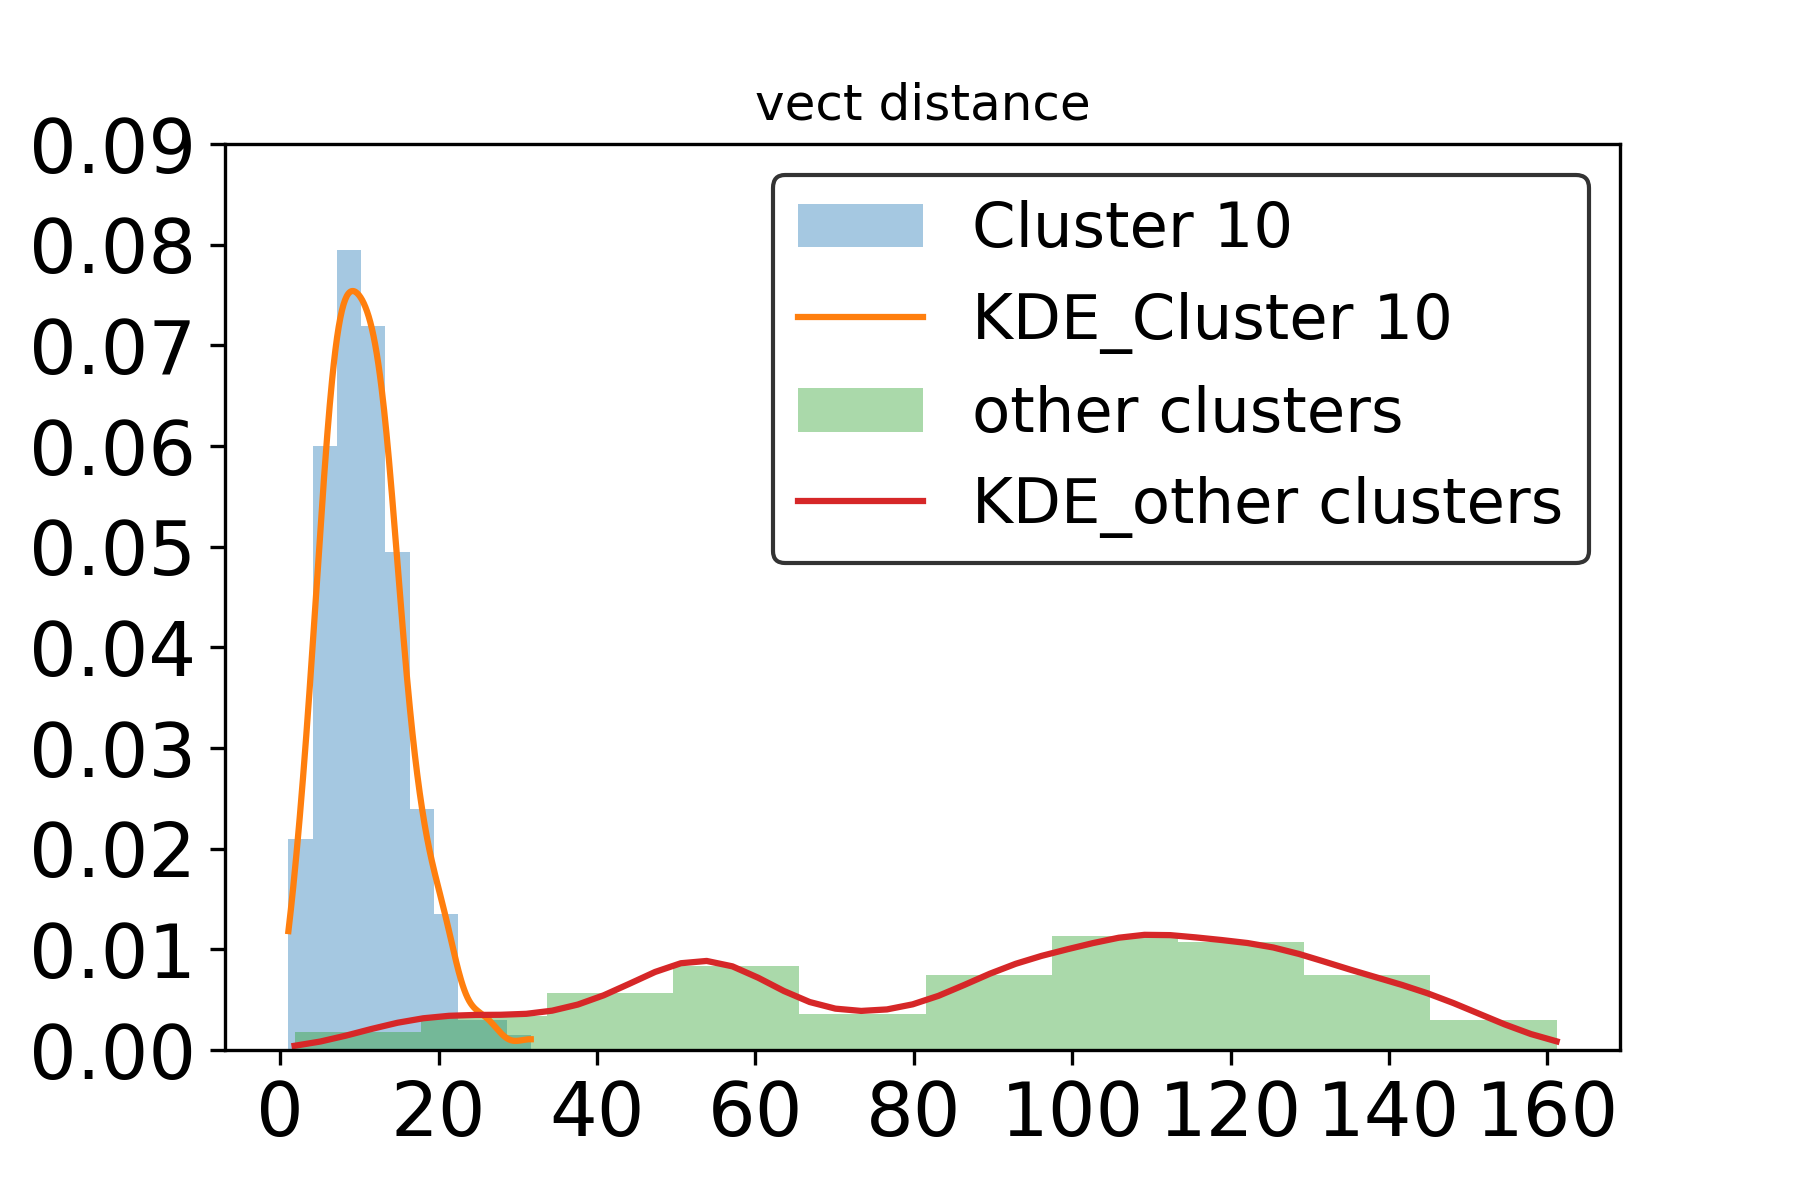 vect distance
0.09
0.08
0.07
0.06
0.05
0.04
0.03
0.02
0.01
0.00
Cluster 10
KDE_Cluster 10
other clusters
KDE_other clusters
0 20 40 60 80 100 120 140 160